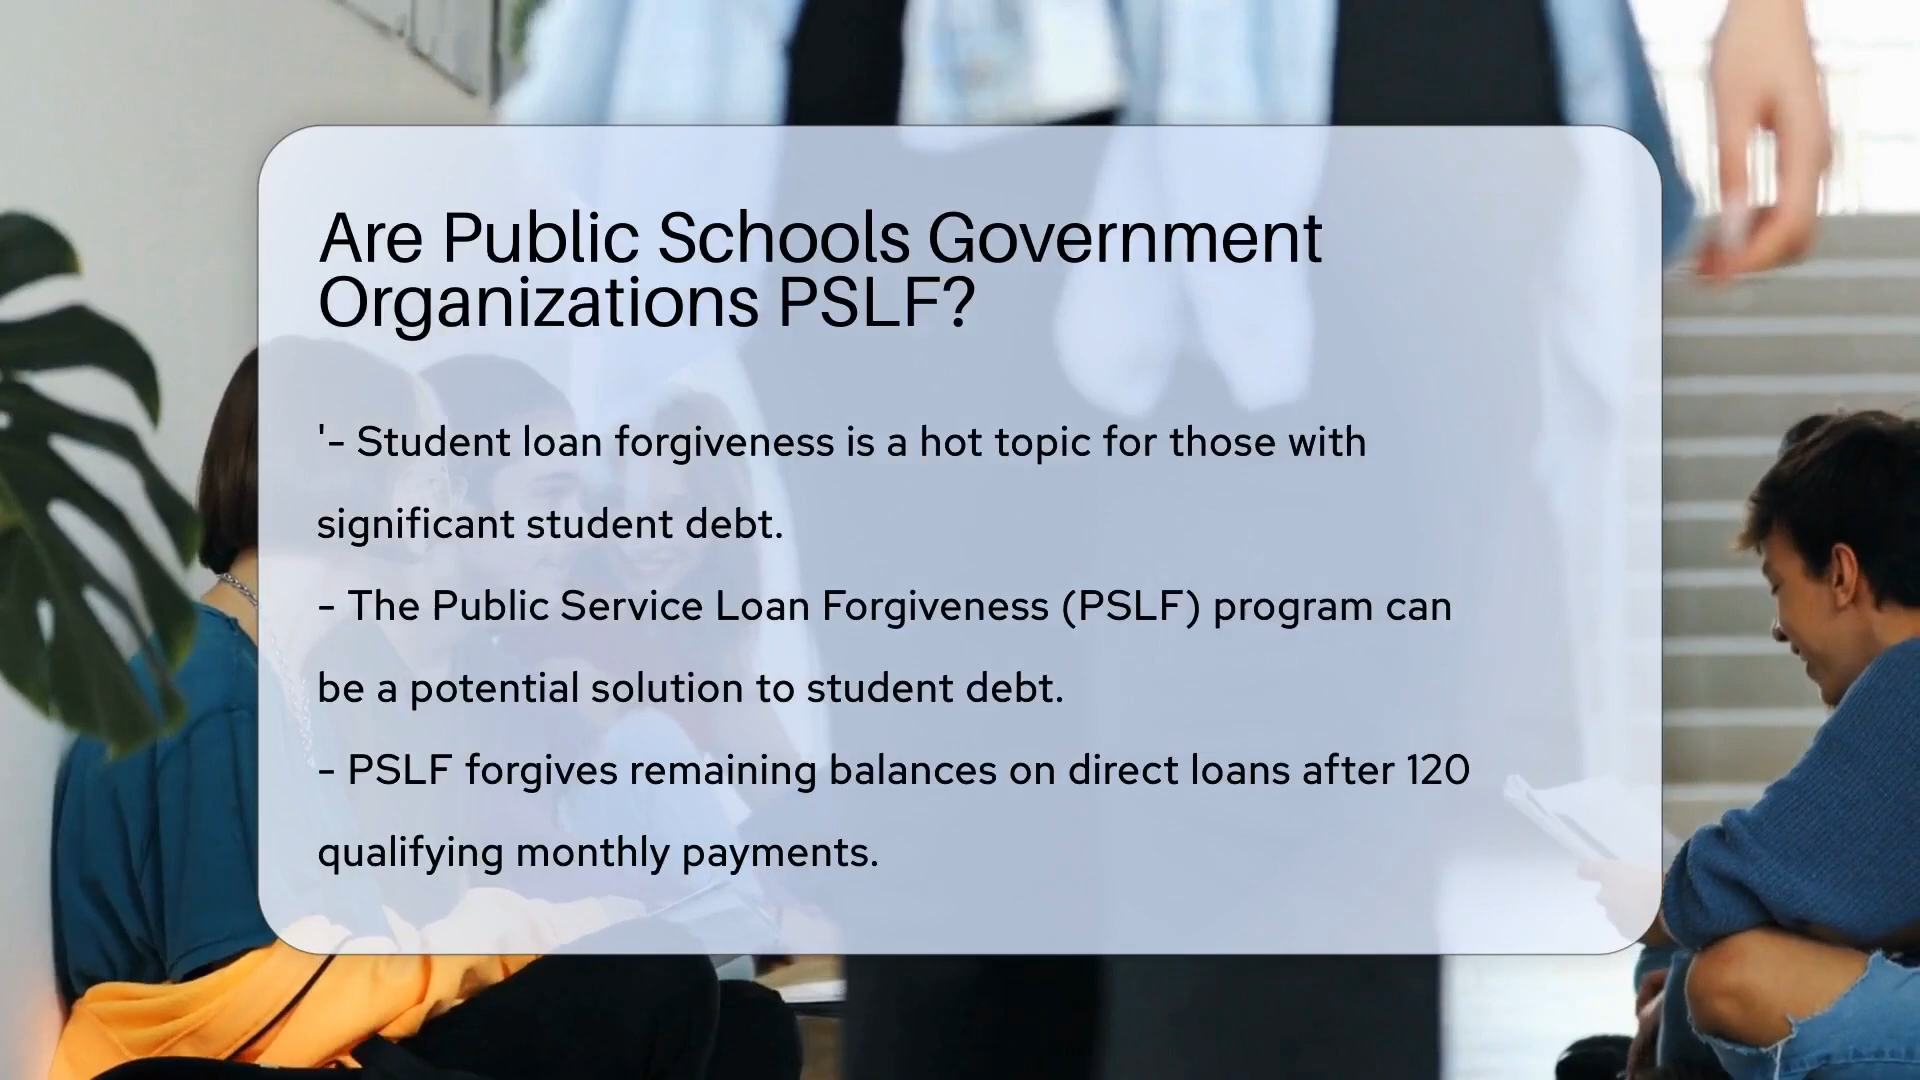 Are Public Schools Government
Organizations PSLF?
'- Student loan forgiveness is a hot topic for those with
significant student debt.
- The Public Service Loan Forgiveness (PSLF) program can
be a potential solution to student debt.
- PSLF forgives remaining balances on direct loans after 120
qualifying monthly payments.